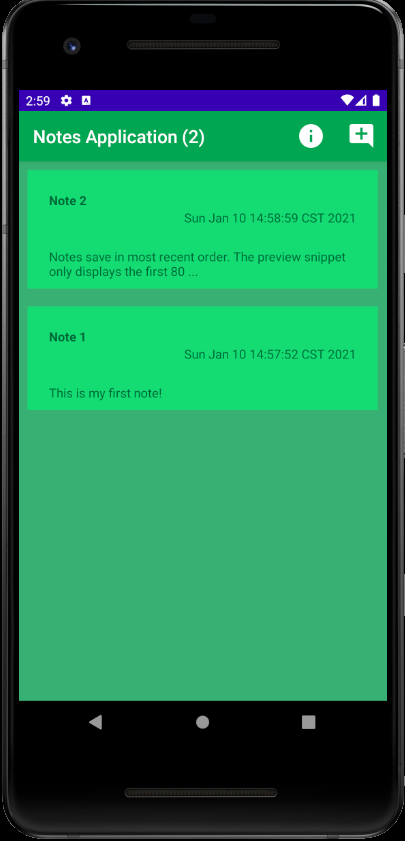 2:59
Notes Application (2)
Note 2
Sun Jan 10 14:58:59 CST 2021
Notes save in most recent order. The preview snippet
only displays the first 80 ...
Note 1
Sun Jan 10 14:57:52 CST 2021
This is my first note!